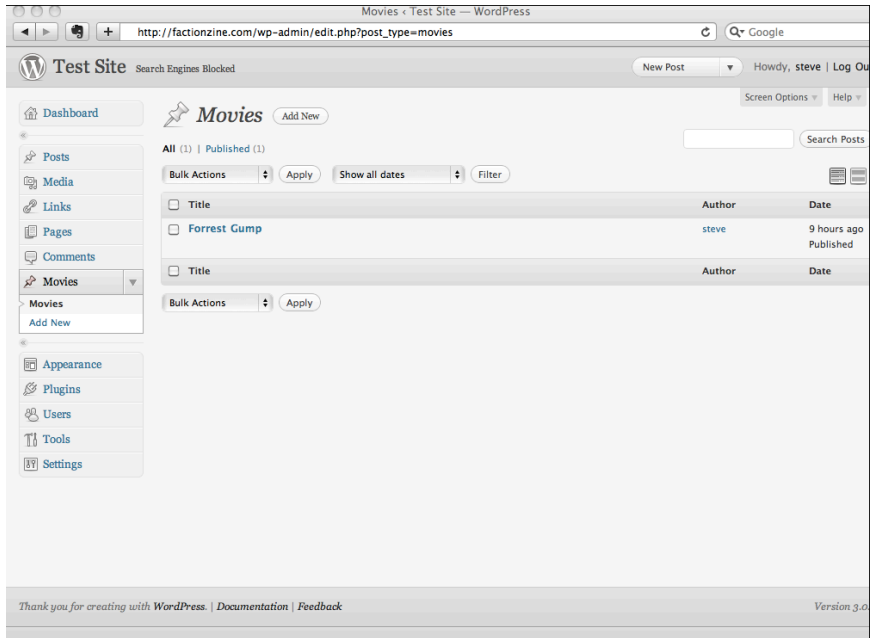 Movies ‹ Test Site — WordPress
http://factionzine.com/wp-admin/edit.php?post_type=movies
Google
Test Site Search Engines Blocked
New Post
Howdy, steve | Log Ou
Screen Options
Help
Dashboard
Posts
Media
Links
Pages
Comments
Movies
Movies
Add New
Appearance
Plugins
Users
Tools
Settings
Movies Add New
Search Posts
All (1) | Published (1)
Bulk Actions Apply Show all dates Filter
Title Author Date
Forrest Gump steve 9 hours ago
Published
Title Author Date
Bulk Actions Apply
Thank you for creating with WordPress. | Documentation | Feedback
Version 3.0